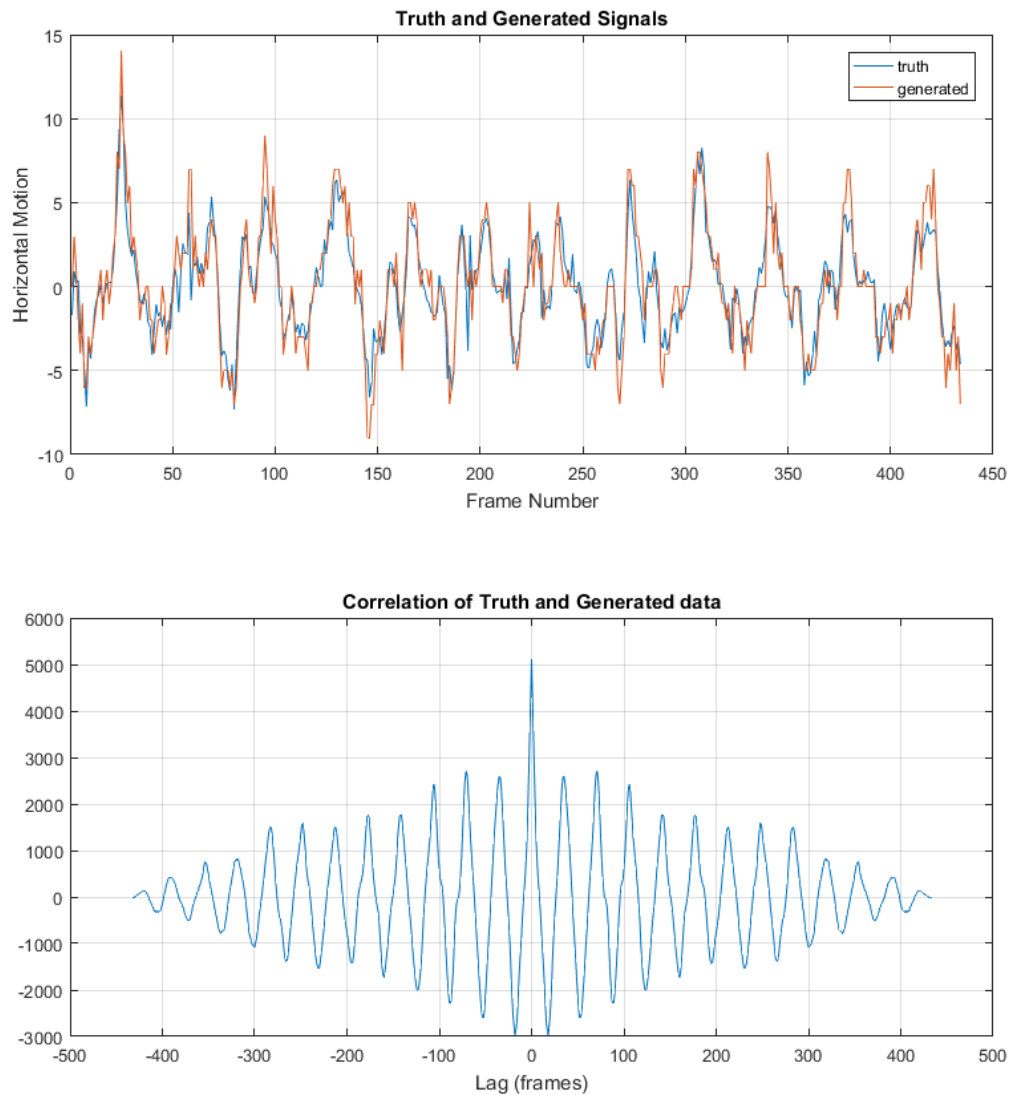 Truth and Generated Signals
15
10
5
0
-5
-10
Horizontal Motion
truth
generated
0 50 100 150 200 250 300 350 400 450
Frame Number
Correlation of Truth and Generated data
6000
5000
4000
3000
2000
1000
0
-1000
-2000
-3000
-500 -400 -300 -200 -100 0 100 200 300 400 500
Lag (frames)